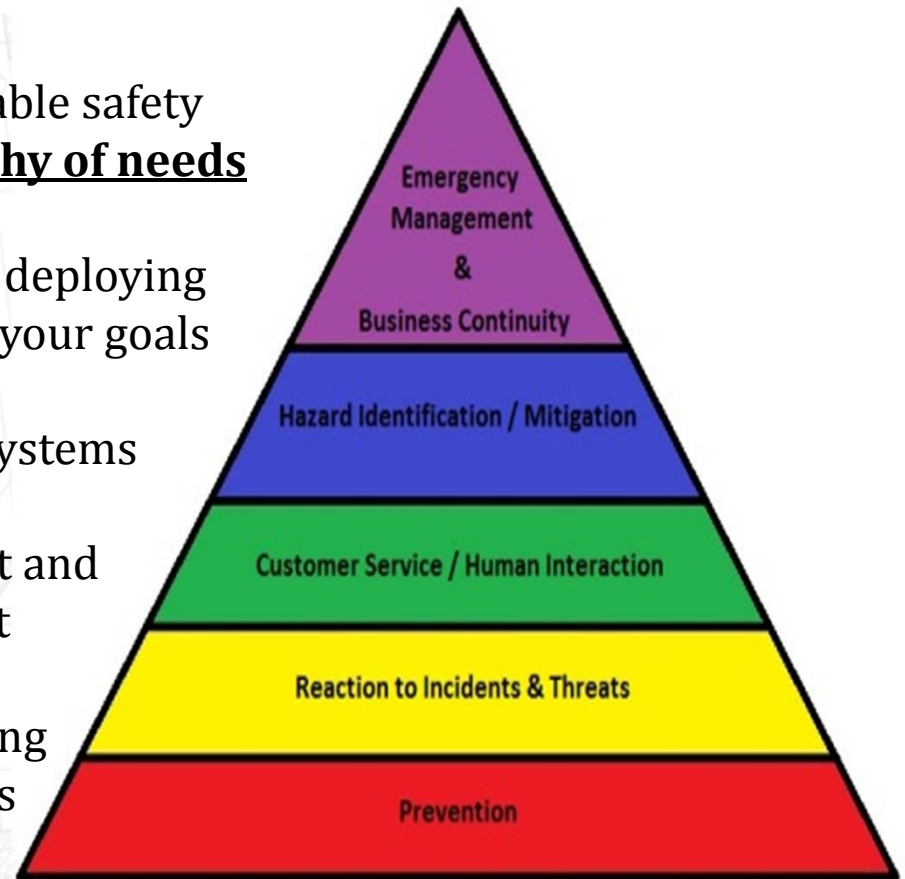 able safety
hy of needs
deploying
your goals
ystems
t and
t
ng
s
Emergency
Management
&
Business Continuity
Hazard Identification / Mitigation
Customer Service / Human Interaction
Reaction to Incidents & Threats
Prevention